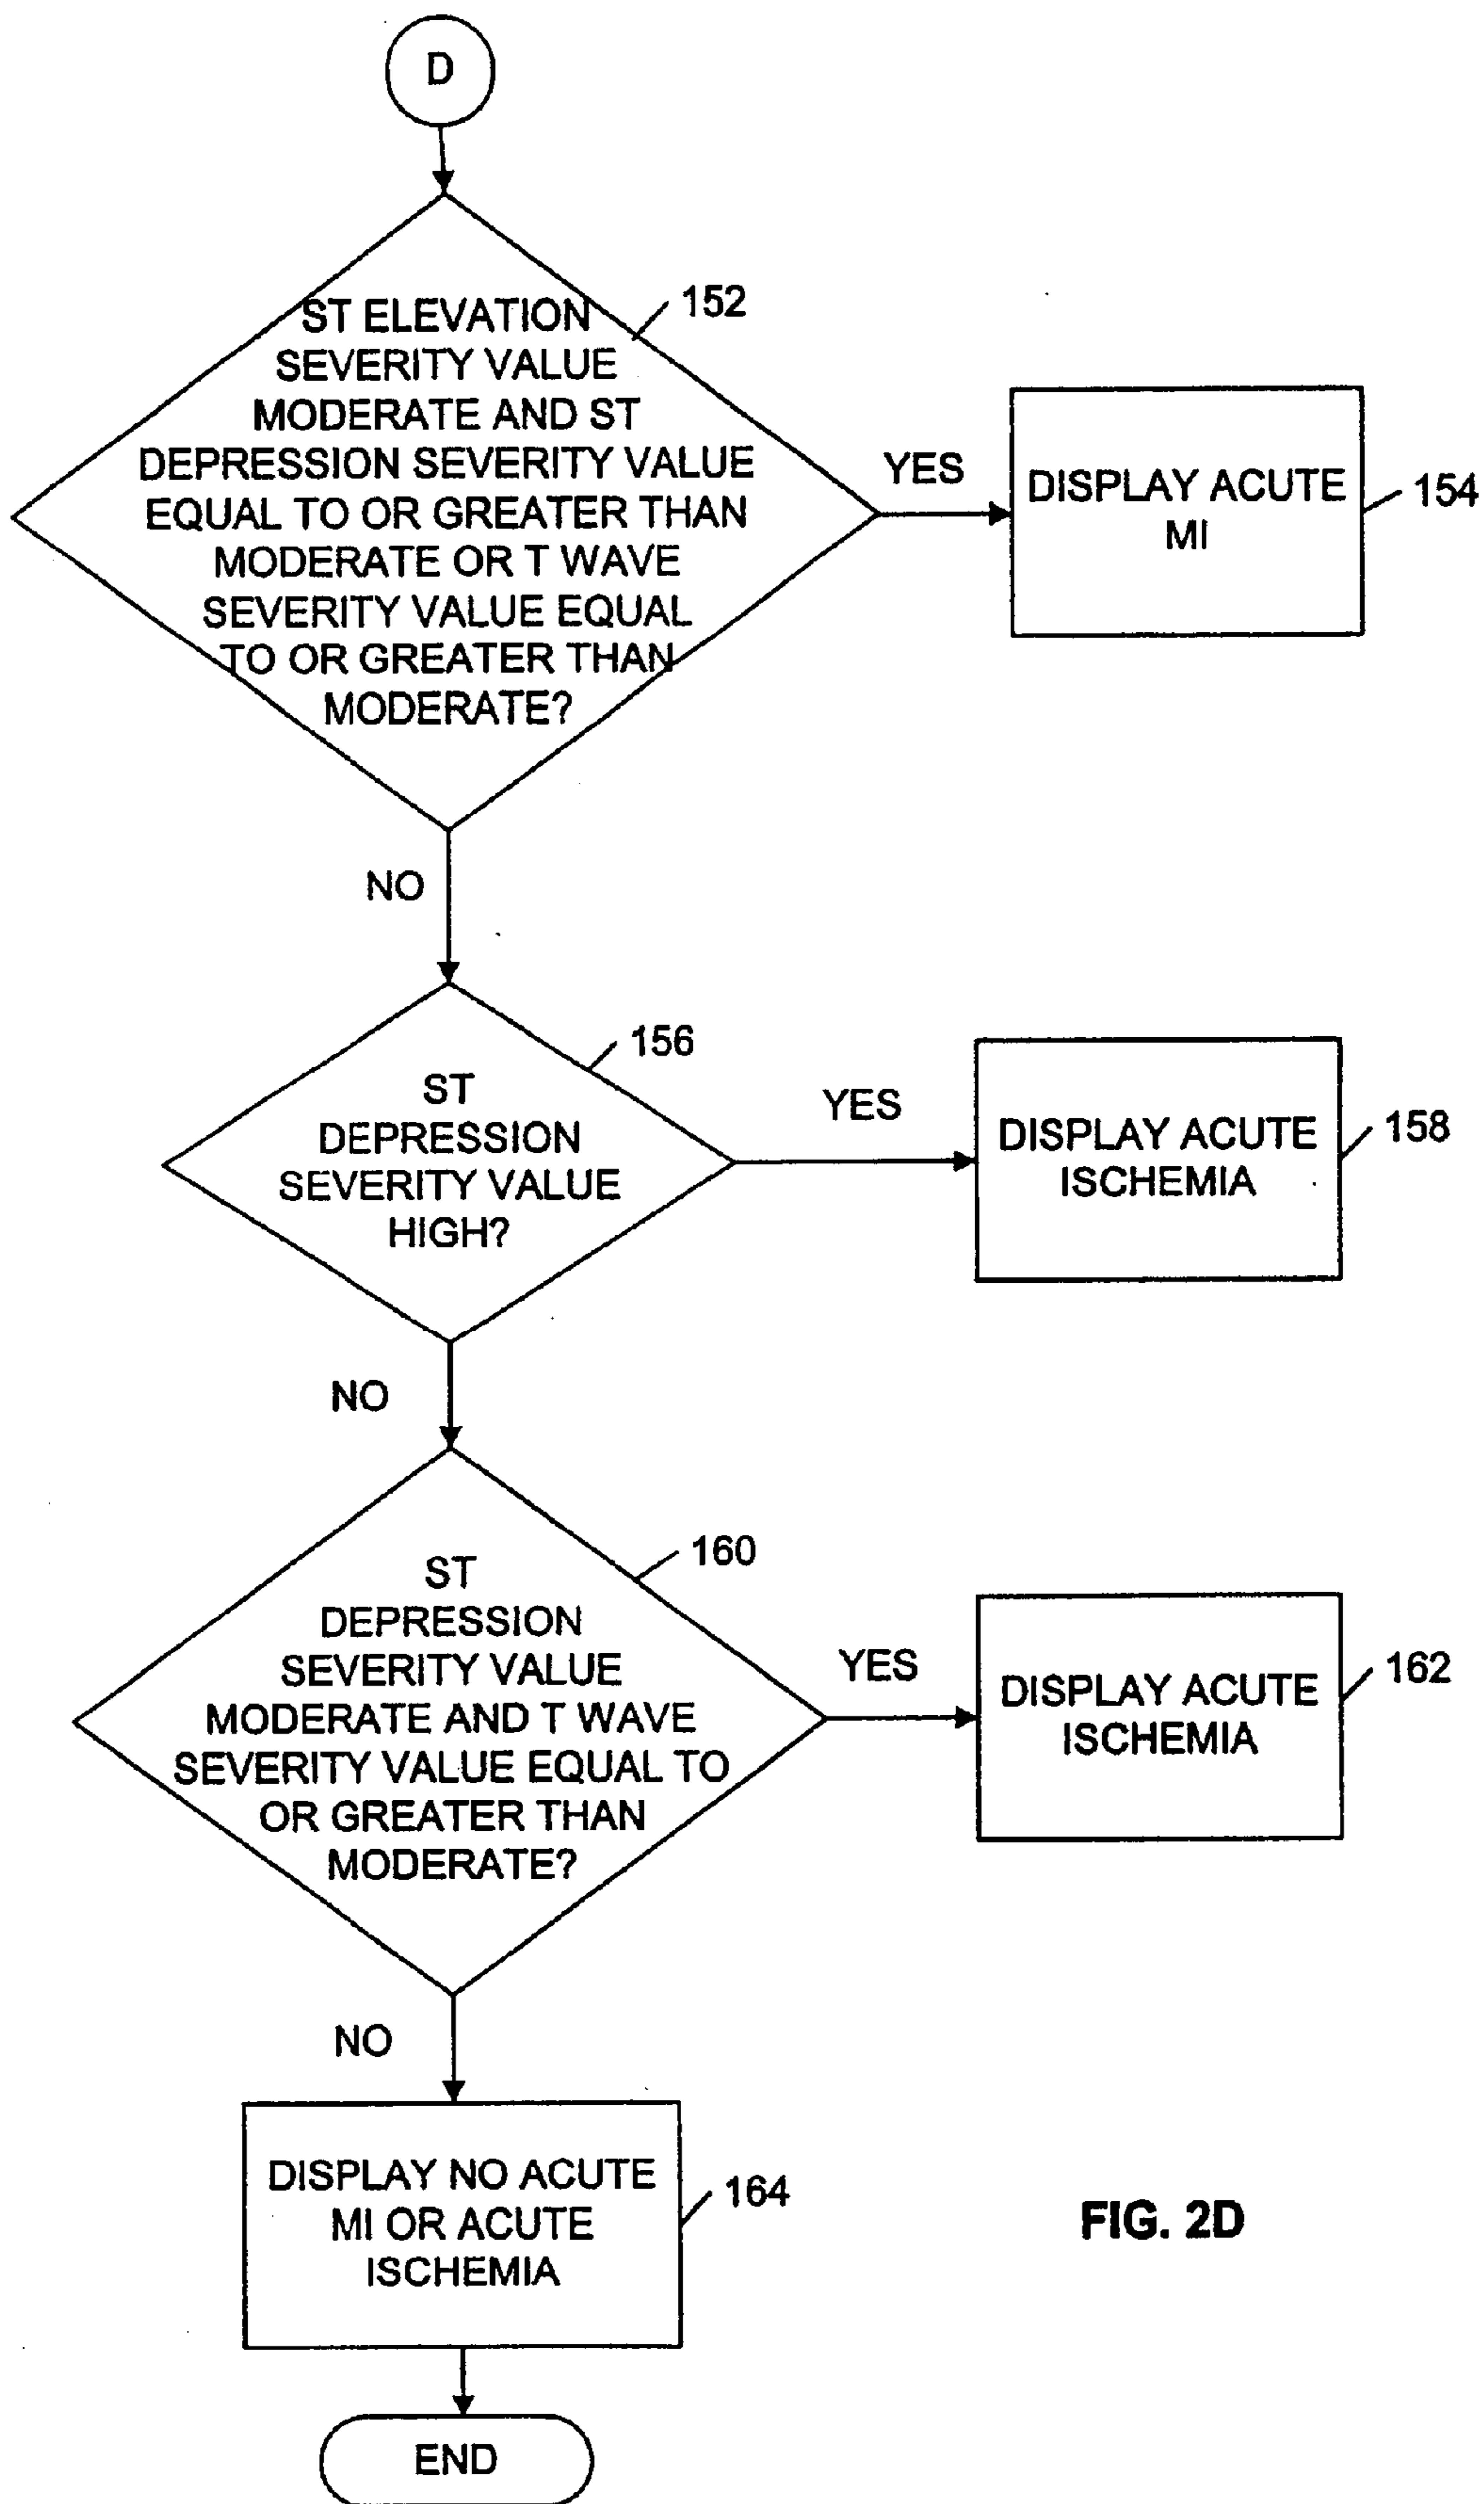 D
152
ST ELEVATION
SEVERITY VALUE
MODERATE AND ST
DEPRESSION SEVERITY VALUE
EQUAL TO OR GREATER THAN
MODERATE OR T WAVE
SEVERITY VALUE EQUAL
TO OR GREATER THAN
MODERATE?
YES
DISPLAY ACUTE
MI
154
NO
156
ST
DEPRESSION
SEVERITY VALUE
HIGH?
YES
DISPLAY ACUTE
ISCHEMIA
158
NO
160
ST
DEPRESSION
SEVERITY VALUE
MODERATE AND T WAVE
SEVERITY VALUE EQUAL TO
OR GREATER THAN
MODERATE?
YES
DISPLAY ACUTE
ISCHEMIA
162
NO
DISPLAY NO ACUTE
MI OR ACUTE
ISCHEMIA
164
FIG. 2D
END